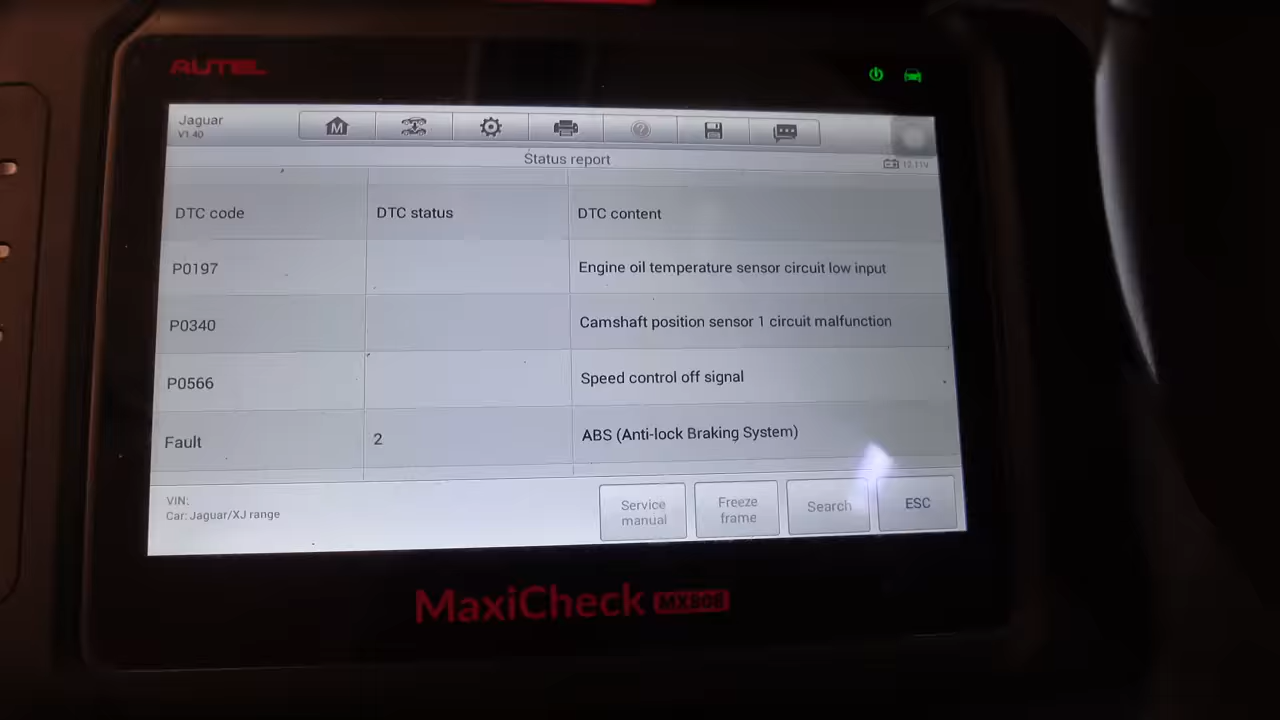 AUTEL
Jaguar
V1.40
M
Status report
12.11V
DTC code DTC status DTC content
P0197 Engine oil temperature sensor circuit low input
P0340 Camshaft position sensor 1 circuit malfunction
P0566 Speed control off signal
Fault 2 ABS (Anti-lock Braking System)
VIN:
Car: Jaguar/XJ range
Service manual
Freeze frame
Search
ESC
MaxiCheck MX808